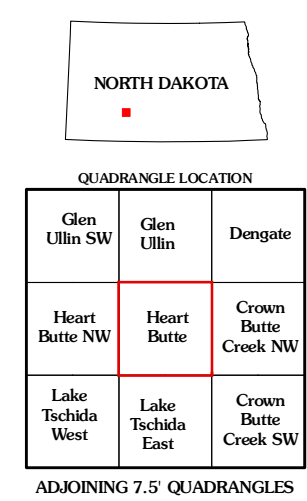 NORTH DAKOTA
QUADRANGLE LOCATION
Glen
Ullin SW
Glen
Ullin
Dengate
Heart
Butte NW
Heart
Butte
Crown
Butte
Creek NW
Lake
Tschida
West
Lake
Tschida
East
Crown
Butte
Creek SW
ADJOINING 7.5' QUADRANGLES